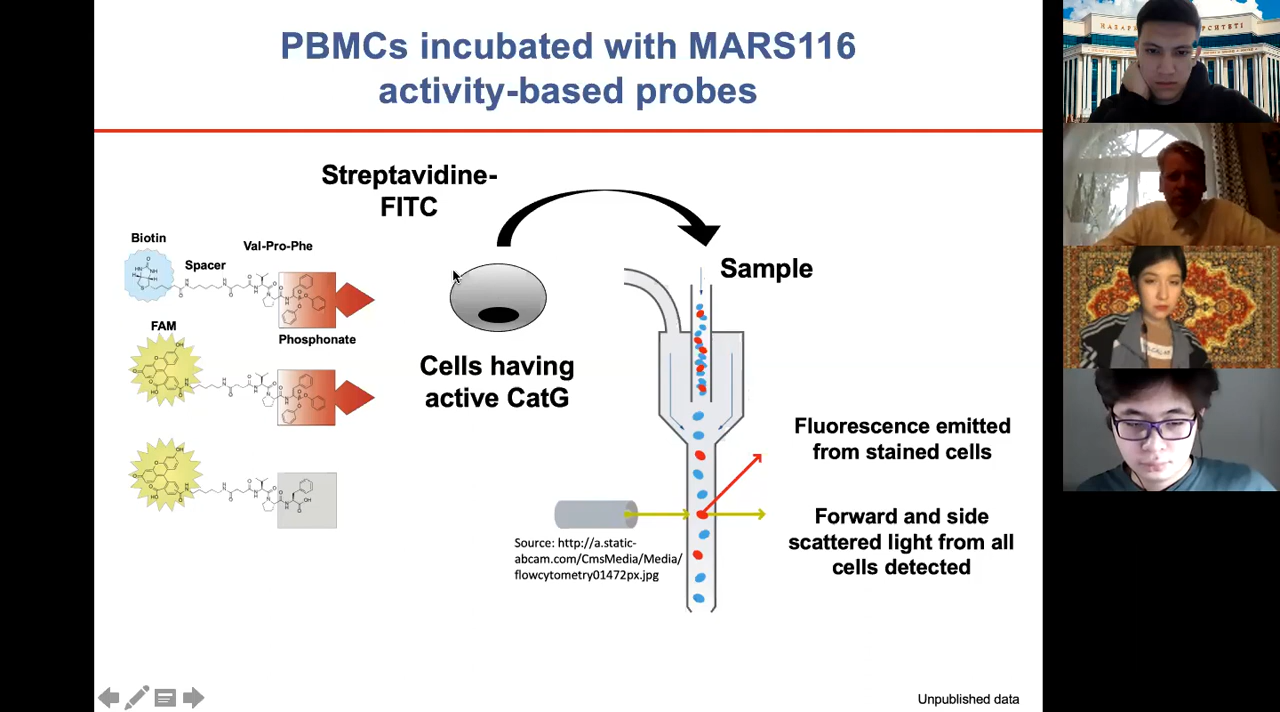 PBMCs incubated with MARS116
activity-based probes
Streptavidine-
FITC
Biotin
Spacer
Val-Pro-Phe
FAM
Phosphonate
Cells having
active CatG
Sample
Fluorescence emitted
from stained cells
Forward and side
scattered light from all
cells detected
Source: http://a.static-
abcam.com/CmsMedia/Media/
flowcytometry01472px.jpg
Unpublished data